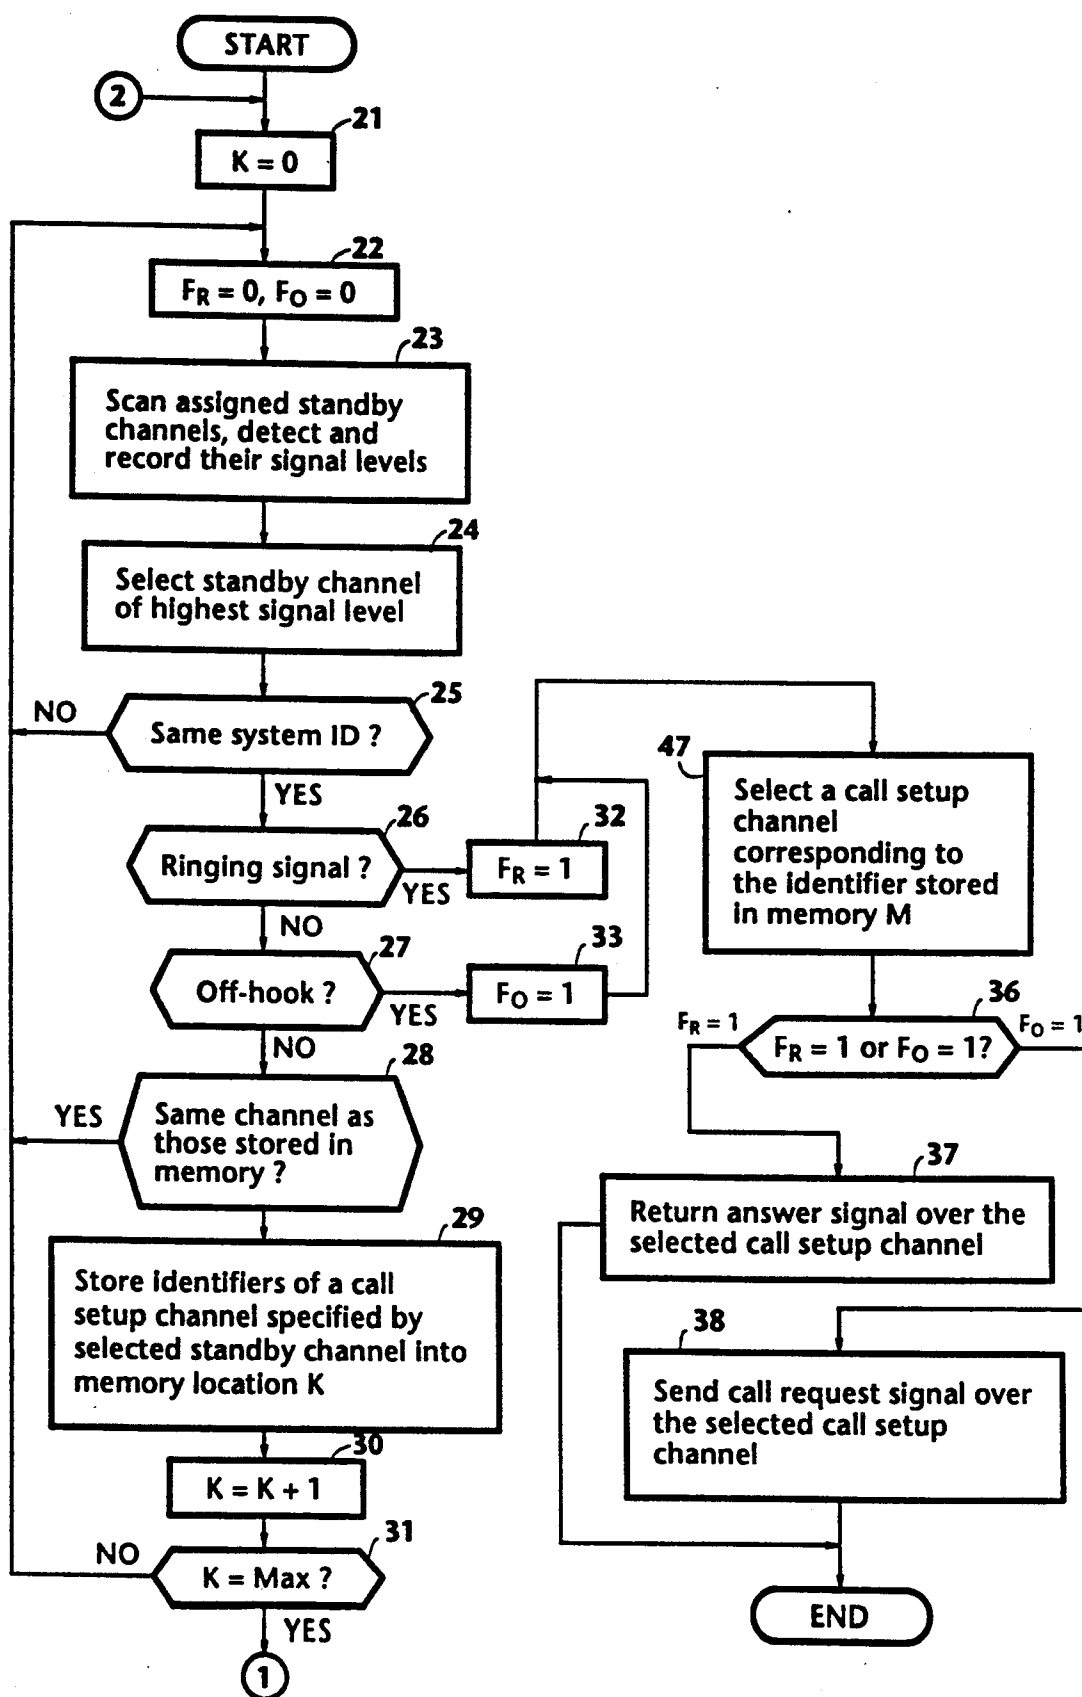 START
2
21
K = 0
22
FR = 0, FO = 0
23
Scan assigned standby
channels, detect and
record their signal levels
24
Select standby channel
of highest signal level
25
NO
Same system ID ?
YES
26
Ringing signal ?
YES
32
FR = 1
NO
27
Off-hook ?
YES
33
FO = 1
NO
28
YES
Same channel as
those stored in
memory ?
29
Store identifiers of a call
setup channel specified by
selected standby channel into
memory location K
30
K = K + 1
31
NO
K = Max ?
YES
1
47
Select a call setup
channel
corresponding to
the identifier stored
in memory M
36
FR = 1
FR = 1 or FO = 1?
FO = 1
37
Return answer signal over the
selected call setup channel
38
Send call request signal over
the selected call setup
channel
END